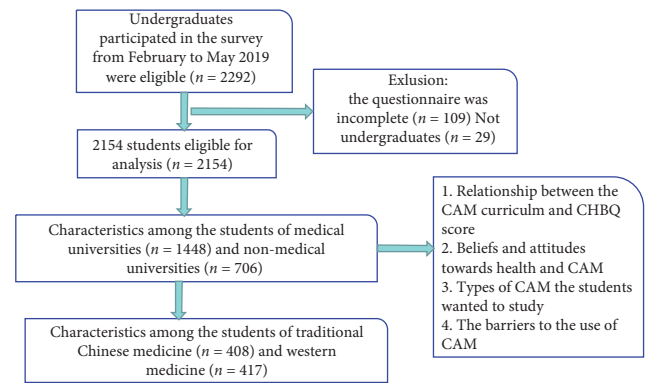 Undergraduates
participated in the survey
from February to May 2019
were eligible (n = 2292)
Exlusion:
the questionnaire was
incomplete (n = 109) Not
undergraduates (n = 29)
2154 students eligible for
analysis (n = 2154)
Characteristics among the students of medical
universities (n = 1448) and non-medical
universities (n = 706)
1. Relationship between the
CAM curriculm and CHBQ
score
2. Beliefs and attitudes
towards health and CAM
3. Types of CAM the students
wanted to study
4. The barriers to the use of
CAM
Characteristics among the students of traditional
Chinese medicine (n = 408) and western
medicine (n = 417)